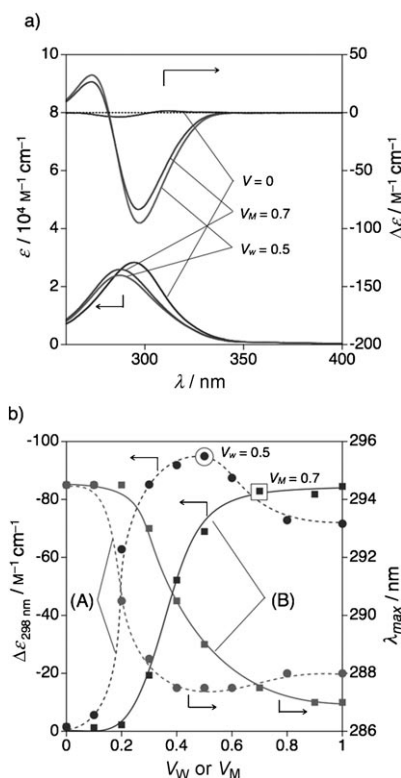 a)
10
8
6
4
2
0
ε / 10⁴ M⁻¹ cm⁻¹
50
0
-50
-100
-150
-200
Δε / M⁻¹ cm⁻¹
V = 0
V_M = 0.7
V_w = 0.5
300
350
400
λ / nm
b)
-100
-80
-60
-40
-20
0
Δε₂₉₈ nm / M⁻¹ cm⁻¹
296
294
292
290
288
286
λ_max / nm
V_w = 0.5
V_M = 0.7
(A)
(B)
0
0.2
0.4
0.6
0.8
1
V_W or V_M